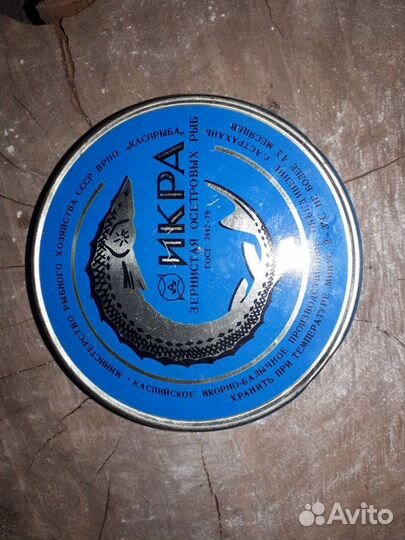 МИНИСТЕРСТВО РЫБНОГО ХОЗЯЙСТВА СССР ВРПО „КАСПРЫБА"
• КАСПИЙСКОЕ ИКОРНО-БАЛЫЧНОЕ ПРОИЗВОДСТВЕННОЕ ОБЪЕДИНЕНИЕ Г. АСТРАХАНЬ
ХРАНИТЬ ПРИ ТЕМПЕРАТУРЕ МИНУС 2-4°С НЕ БОЛЕЕ МЕСЯЦЕВ
ИКРА
ЗЕРНИСТАЯ ОСЕТРОВЫХ РЫБ
ГОСТ 7442-79
Avito